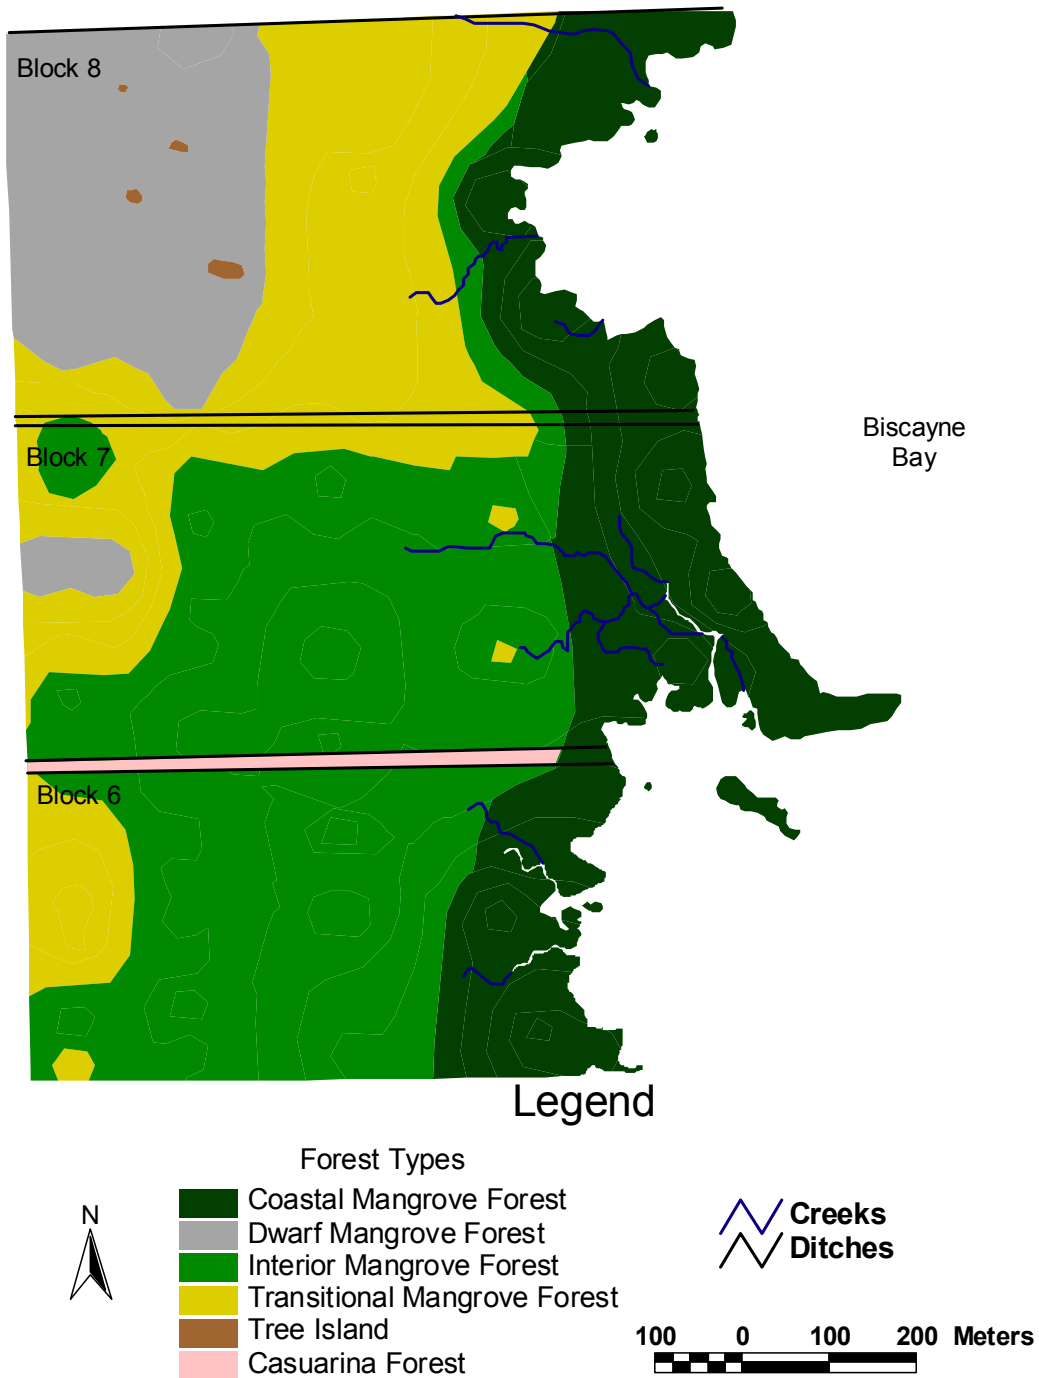 Block 8
Biscayne
Bay
Block 7
Block 6
Legend
Forest Types
Coastal Mangrove Forest
Dwarf Mangrove Forest
Interior Mangrove Forest
Transitional Mangrove Forest
Tree Island
Casuarina Forest
N
Creeks
Ditches
100 0 100 200 Meters